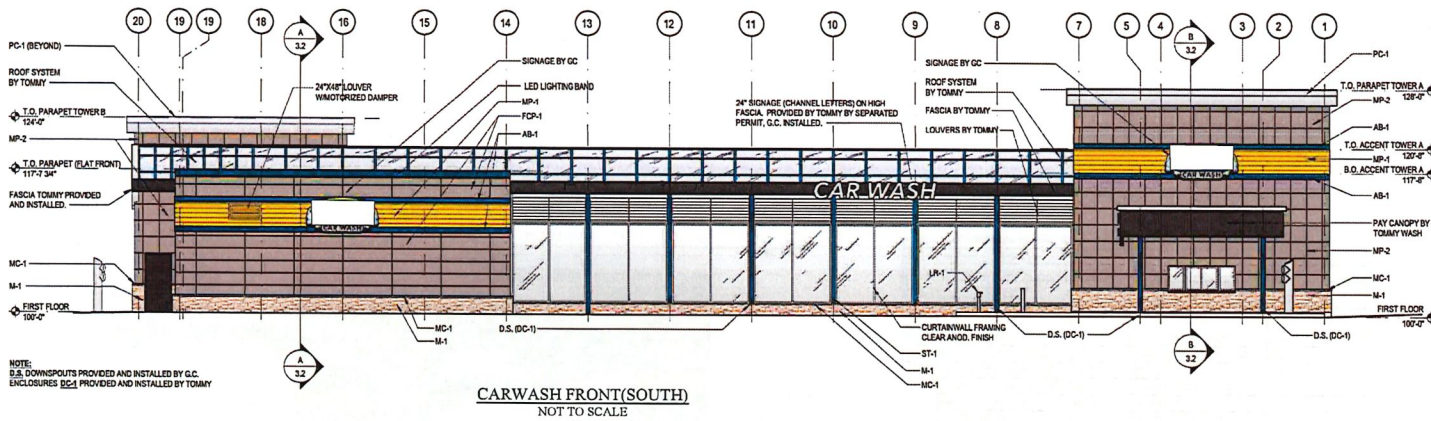 20 19 19 18 16 15 14 13 12 11 10 9 8 7 5 4 3 2 1
A
3.2
B
3.2
PC-1 (BEYOND)
ROOF SYSTEM
BY TOMMY
T.O. PARAPET TOWER B
124'-0"
MP-2
T.O. PARAPET (FLAT FRONT)
117'-7 3/4"
FASCIA TOMMY PROVIDED
AND INSTALLED.
MC-1
M-1
FIRST FLOOR
100'-0"
24"X48" LOUVER
W/MOTORIZED DAMPER
SIGNAGE BY GC
LED LIGHTING BAND
MP-1
FCP-1
AB-1
24" SIGNAGE (CHANNEL LETTERS) ON HIGH
FASCIA. PROVIDED BY TOMMY BY SEPARATED
PERMIT, G.C. INSTALLED.
SIGNAGE BY GC
ROOF SYSTEM
BY TOMMY
FASCIA BY TOMMY
LOUVERS BY TOMMY
PC-1
T.O. PARAPET TOWER A
128'-0"
MP-2
AB-1
T.O. ACCENT TOWER A
120'-8"
MP-1
B.O. ACCENT TOWER A
117'-8"
AB-1
PAY CANOPY BY
TOMMY WASH
MP-2
MC-1
M-1
FIRST FLOOR
100'-0"
CAR WASH
CAR WASH
CAR WASH
LR-1
MC-1
M-1
D.S. (DC-1)
CURTAINWALL FRAMING
CLEAR ANOD. FINISH
ST-1
M-1
MC-1
D.S. (DC-1)
D.S. (DC-1)
A
3.2
B
3.2
NOTE:
D.S. DOWNSPOUTS PROVIDED AND INSTALLED BY G.C.
ENCLOSURES DC-1 PROVIDED AND INSTALLED BY TOMMY
CARWASH FRONT(SOUTH)
NOT TO SCALE